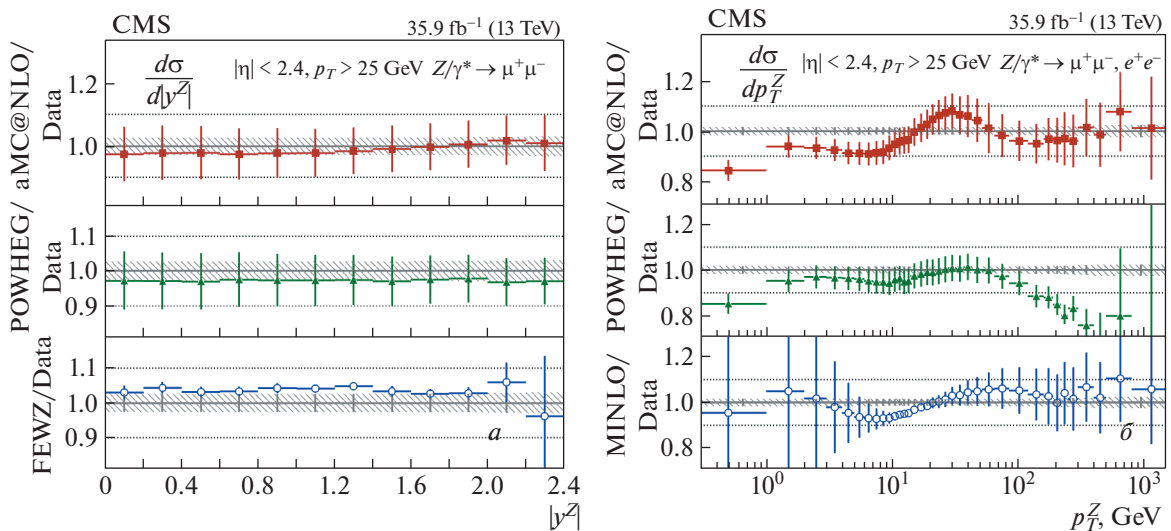 CMS 35.9 fb⁻¹ (13 TeV)
dσ
d|y^Z|
|η| < 2.4, p_T > 25 GeV Z/γ* → μ⁺μ⁻
aMC@NLO/
Data
1.2
1.0
POWHEG/
Data
1.1
1.0
0.9
FEWZ/Data
1.1
1.0
0.9
а
0 0.4 0.8 1.2 1.6 2.0 2.4
|y^Z|
CMS 35.9 fb⁻¹ (13 TeV)
dσ
dp_T^Z
|η| < 2.4, p_T > 25 GeV Z/γ* → μ⁺μ⁻, e⁺e⁻
aMC@NLO/
Data
1.2
1.0
0.8
POWHEG/
Data
1.2
1.0
0.8
MINLO/
Data
1.2
1.0
0.8
б
10⁰ 10¹ 10² 10³
p_T^Z, GeV